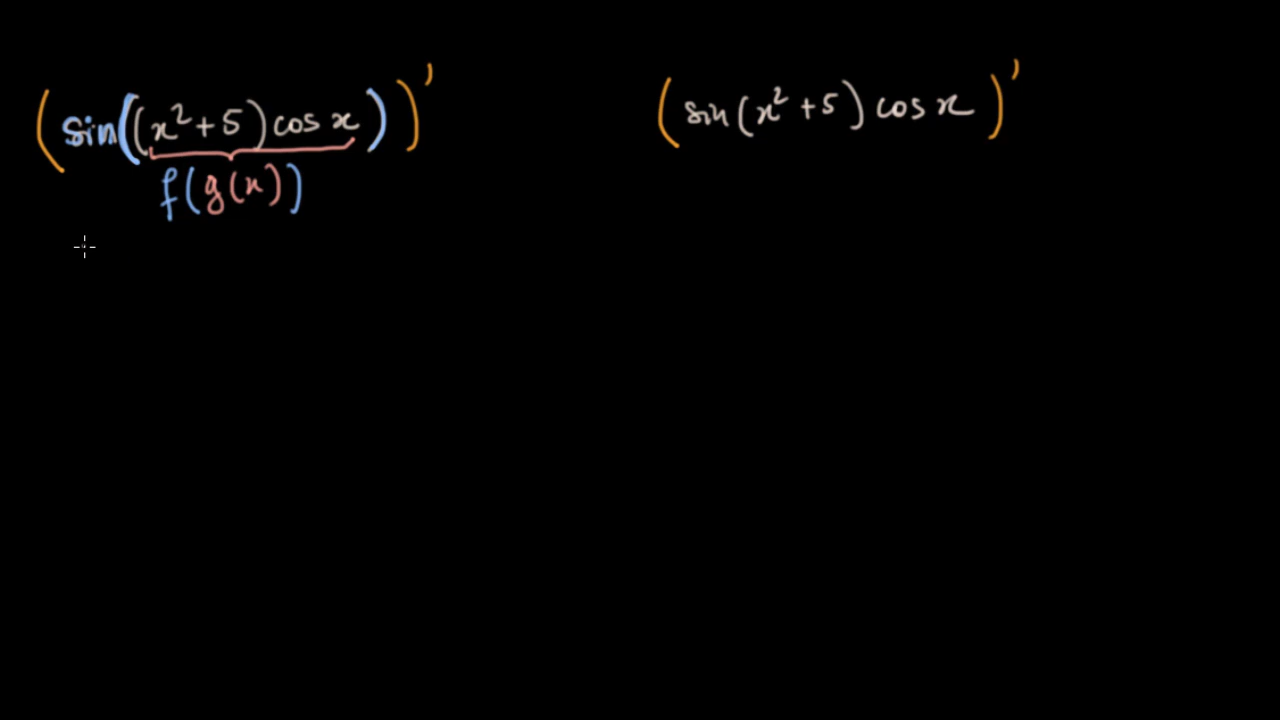 (sin((x²+5)cos x))′ (sin(x²+5)cos x)′
f(g(x))